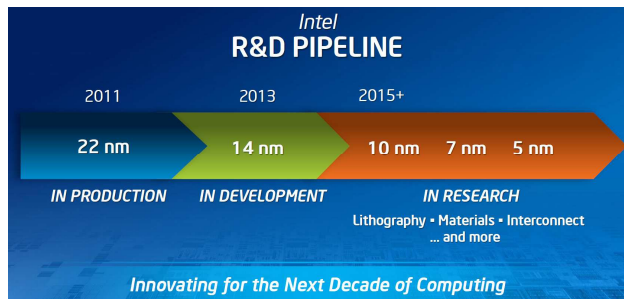 Intel
R&D PIPELINE
2011 2013 2015+
22 nm 14 nm 10 nm 7 nm 5 nm
IN PRODUCTION IN DEVELOPMENT IN RESEARCH
Lithography ▪ Materials ▪ Interconnect
... and more
Innovating for the Next Decade of Computing